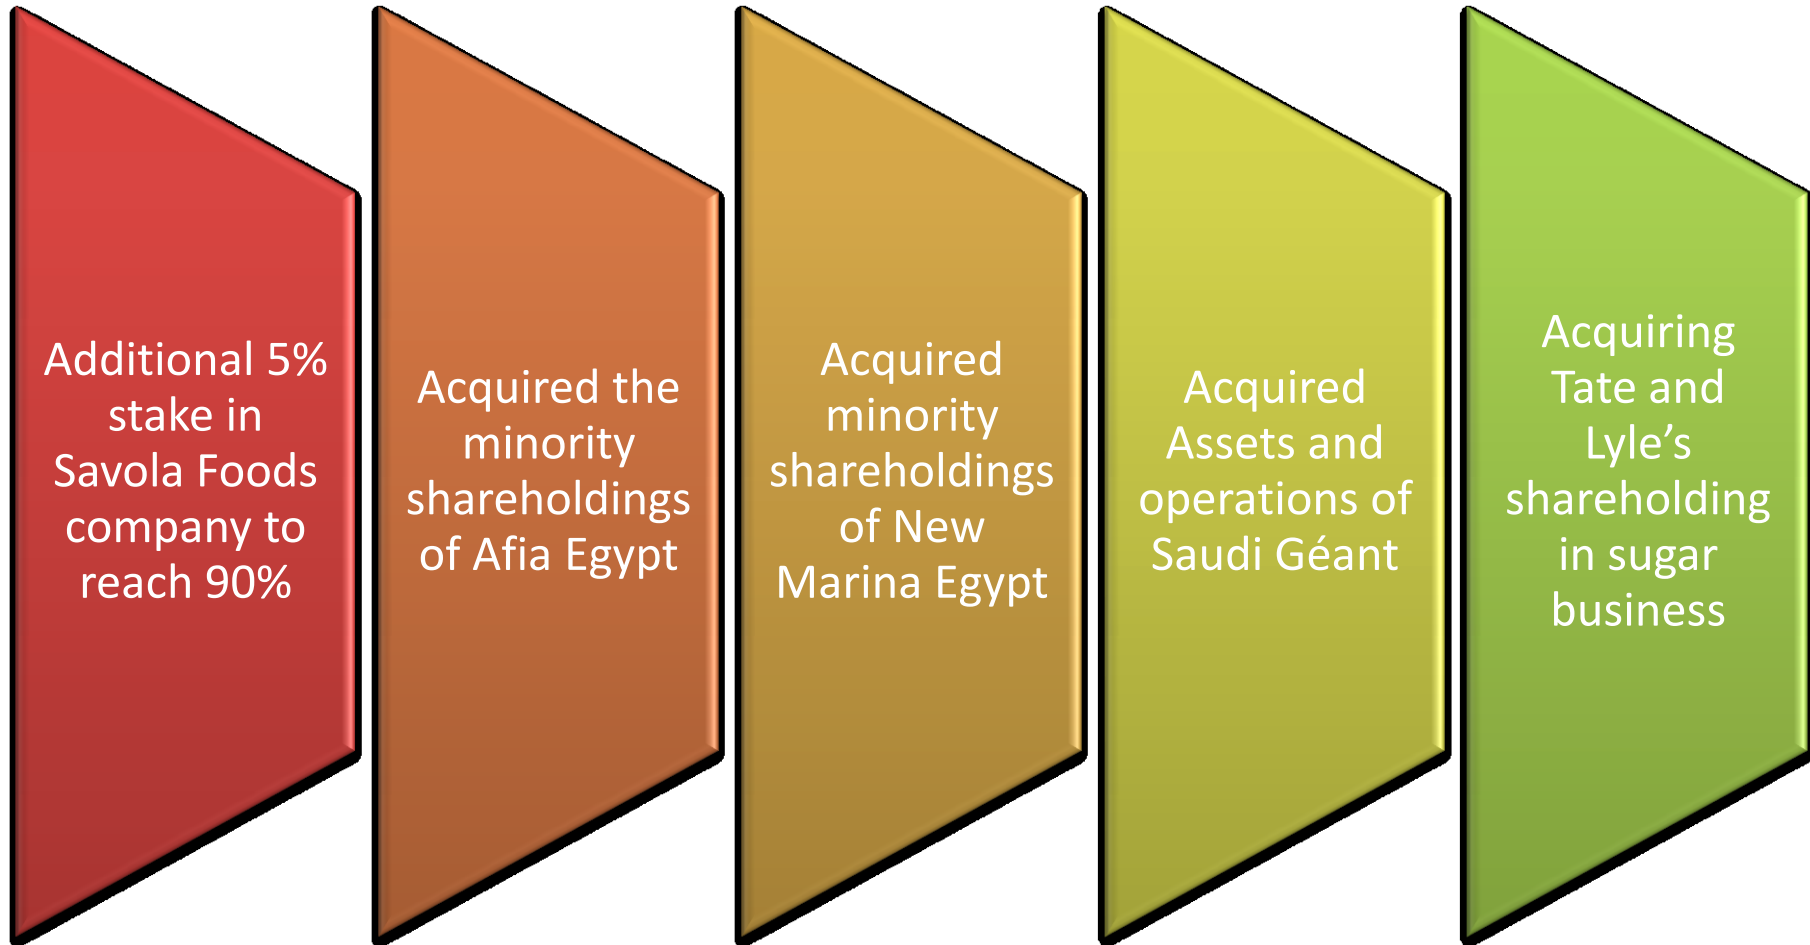 Additional 5%
stake in
Savola Foods
company to
reach 90%
Acquired the
minority
shareholdings
of Afia Egypt
Acquired
minority
shareholdings
of New
Marina Egypt
Acquired
Assets and
operations of
Saudi Géant
Acquiring
Tate and
Lyle’s
shareholding
in sugar
business